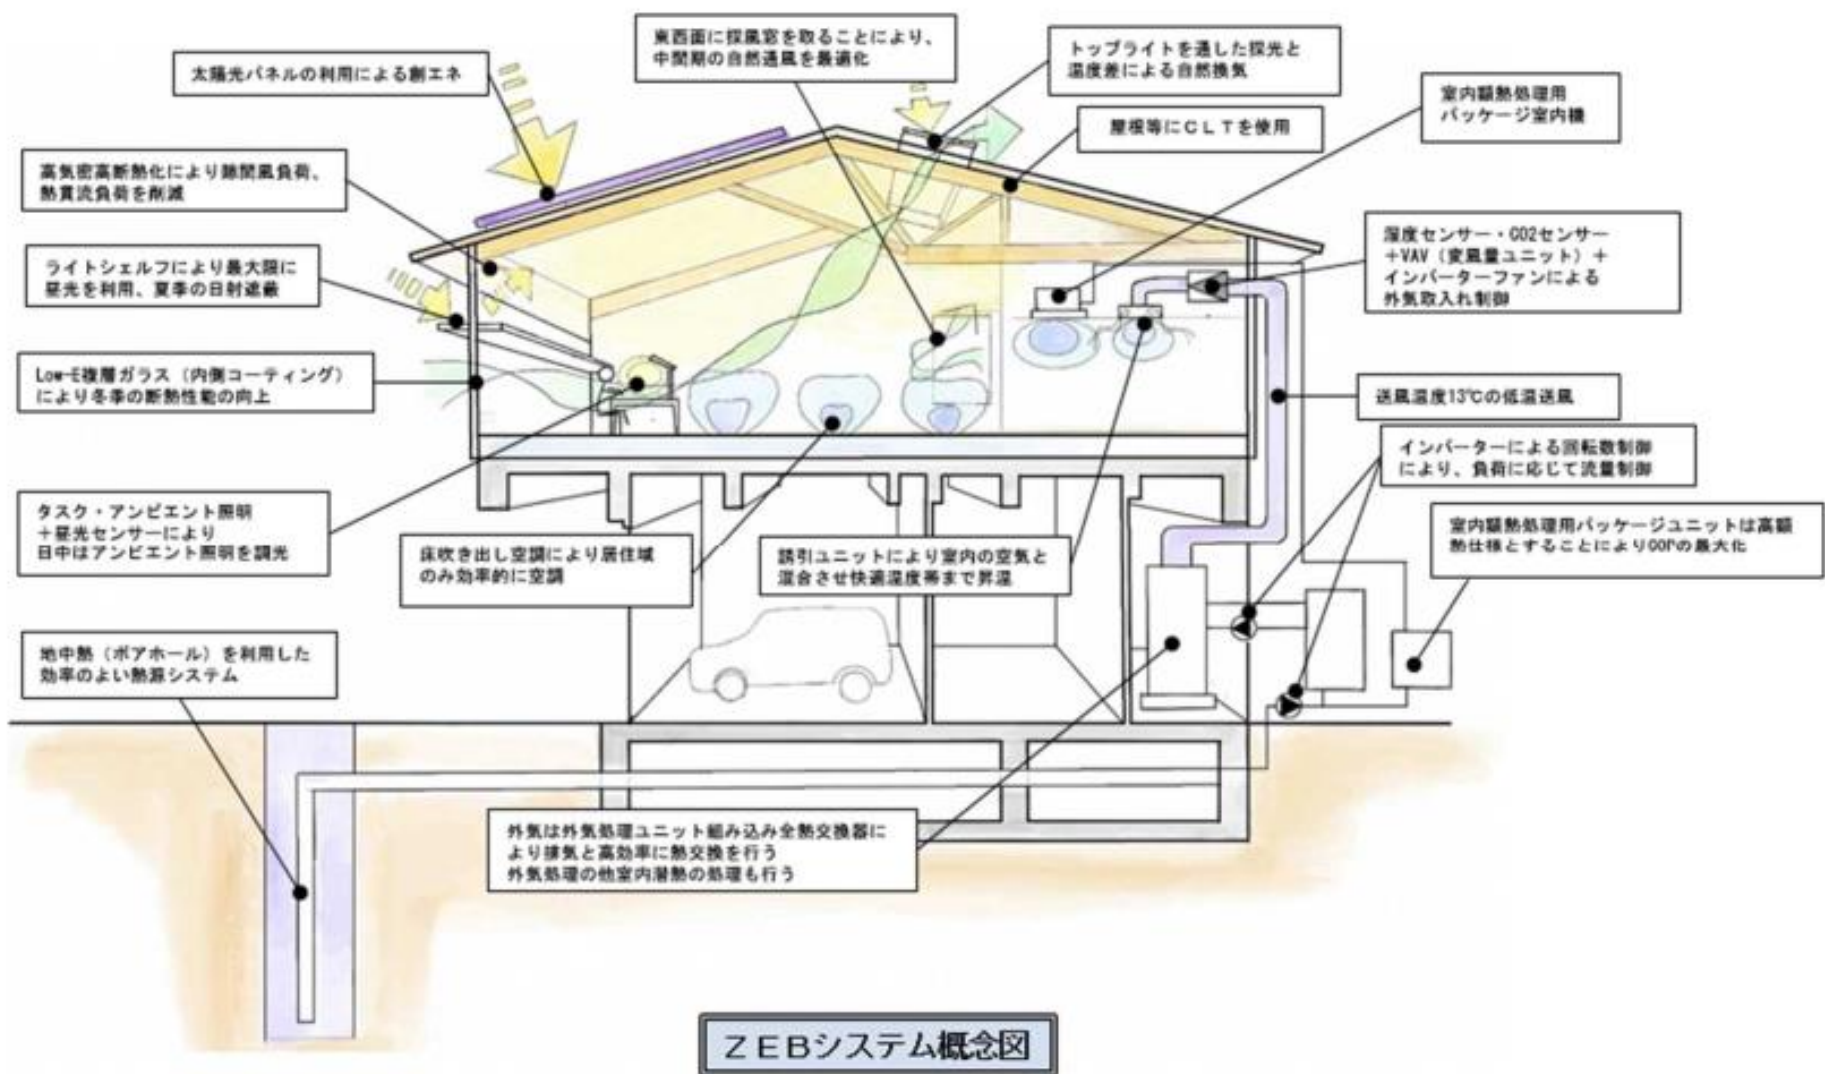 太陽光パネルの利用による創エネ
東西面に採風窓を取ることにより、
中間期の自然通風を最適化
トップライトを通した採光と
温度差による自然換気
室内顕熱処理用
パッケージ室内機
屋根等にCLTを使用
高気密高断熱化により隙間風負荷、
熱貫流負荷を削減
湿度センサー・CO2センサー
+VAV(変風量ユニット)+
インバーターファンによる
外気取入れ制御
ライトシェルフにより最大限に
昼光を利用、夏季の日射遮蔽
Low-E複層ガラス(内側コーティング)
により冬季の断熱性能の向上
送風温度13℃の低温送風
インバーターによる回転数制御
により、負荷に応じて流量制御
タスク・アンビエント照明
+昼光センサーにより
日中はアンビエント照明を調光
床吹き出し空調により居住域
のみ効率的に空調
誘引ユニットにより室内の空気と
混合させ快適温度帯まで昇温
室内顕熱処理用パッケージユニットは高顕
熱仕様とすることによりCOPの最大化
地中熱(ボアホール)を利用した
効率のよい熱源システム
外気は外気処理ユニット組み込み全熱交換器に
より排気と高効率に熱交換を行う
外気処理の他室内潜熱の処理も行う
ZEBシステム概念図